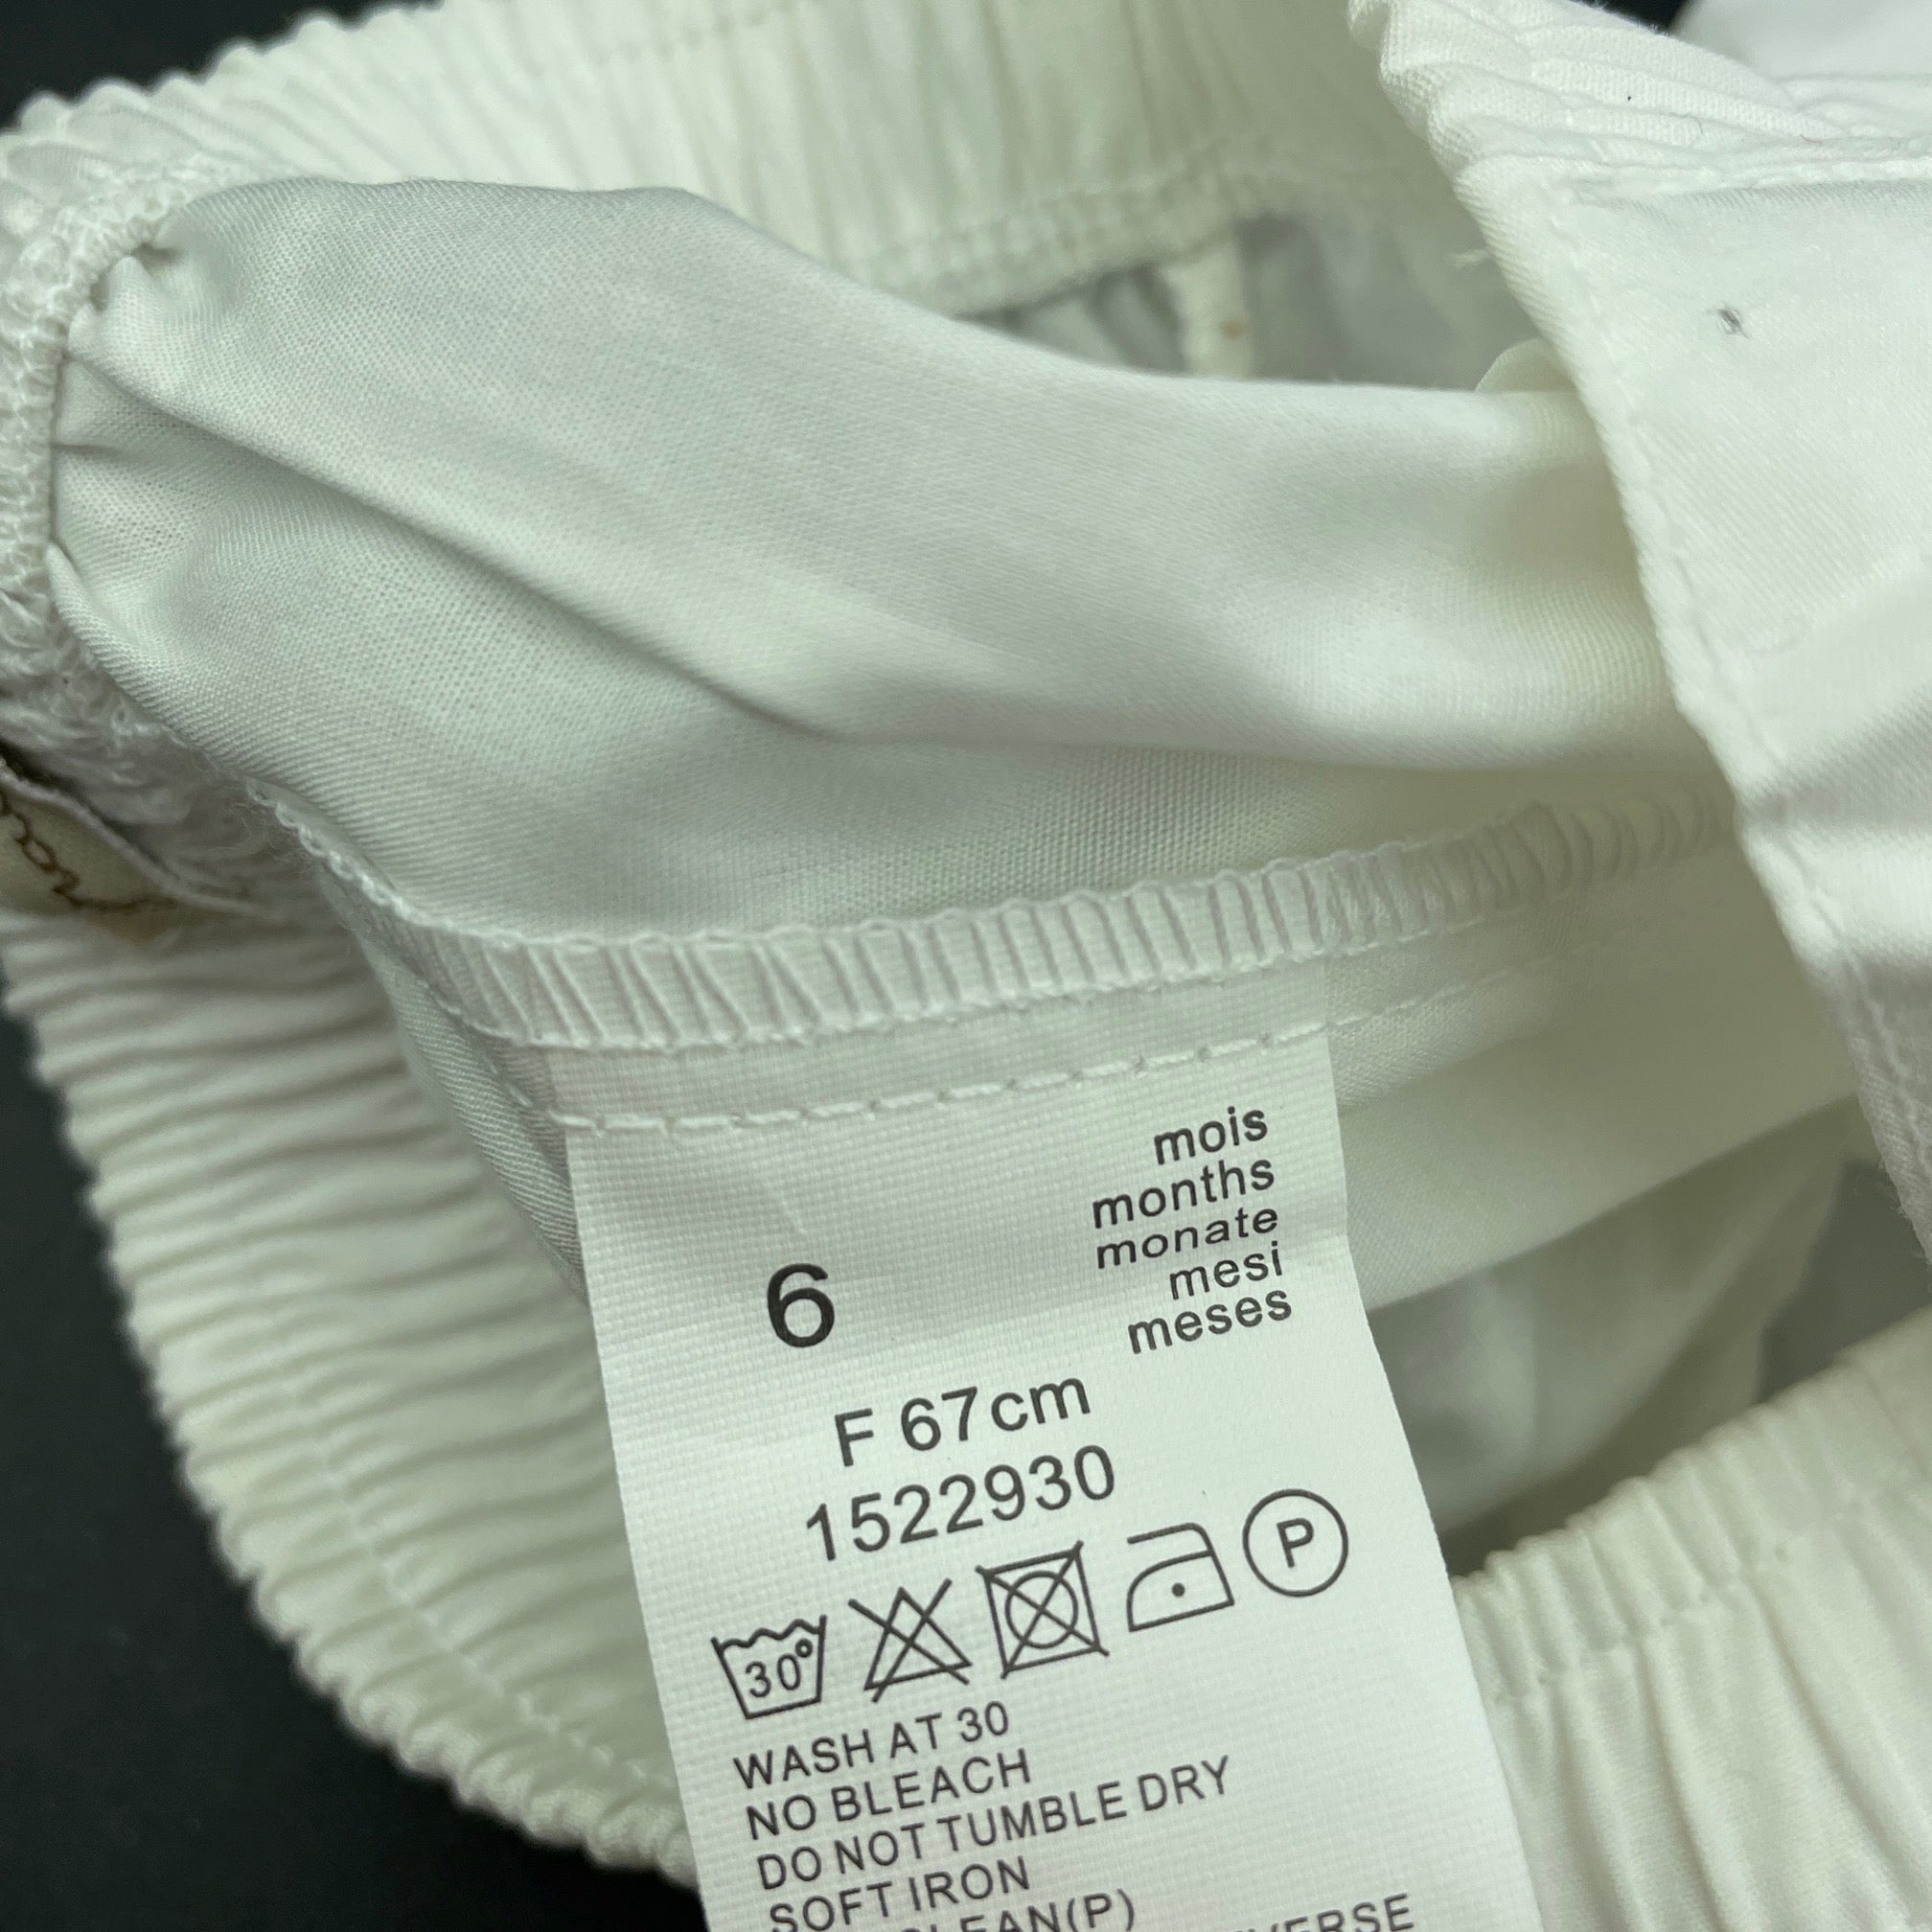 6
mois
months
monate
mesi
meses
F 67cm
1522930
30°
P
WASH AT 30
NO BLEACH
DO NOT TUMBLE DRY
SOFT IRON